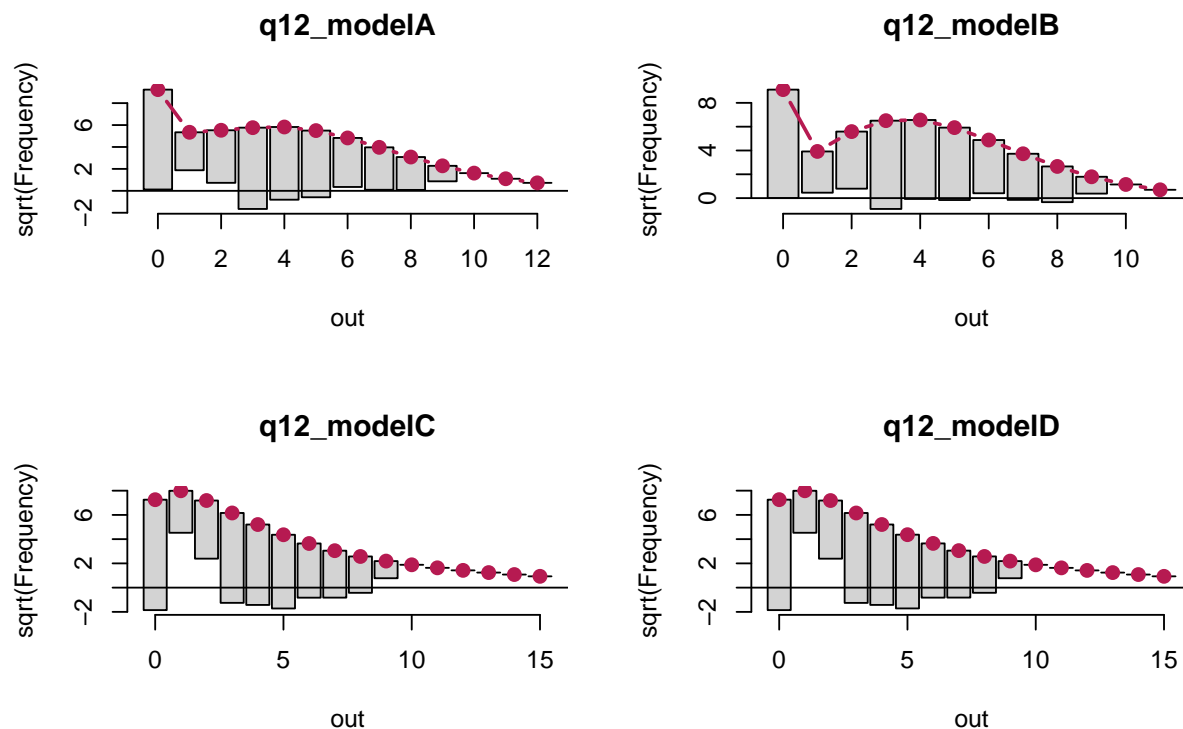 q12_modelA
sqrt(Frequency)
6
2
−2
0 2 4 6 8 10 12
out
q12_modelB
sqrt(Frequency)
8
4
0
0 2 4 6 8 10
out
q12_modelC
sqrt(Frequency)
6
2
−2
0 5 10 15
out
q12_modelD
sqrt(Frequency)
6
2
−2
0 5 10 15
out